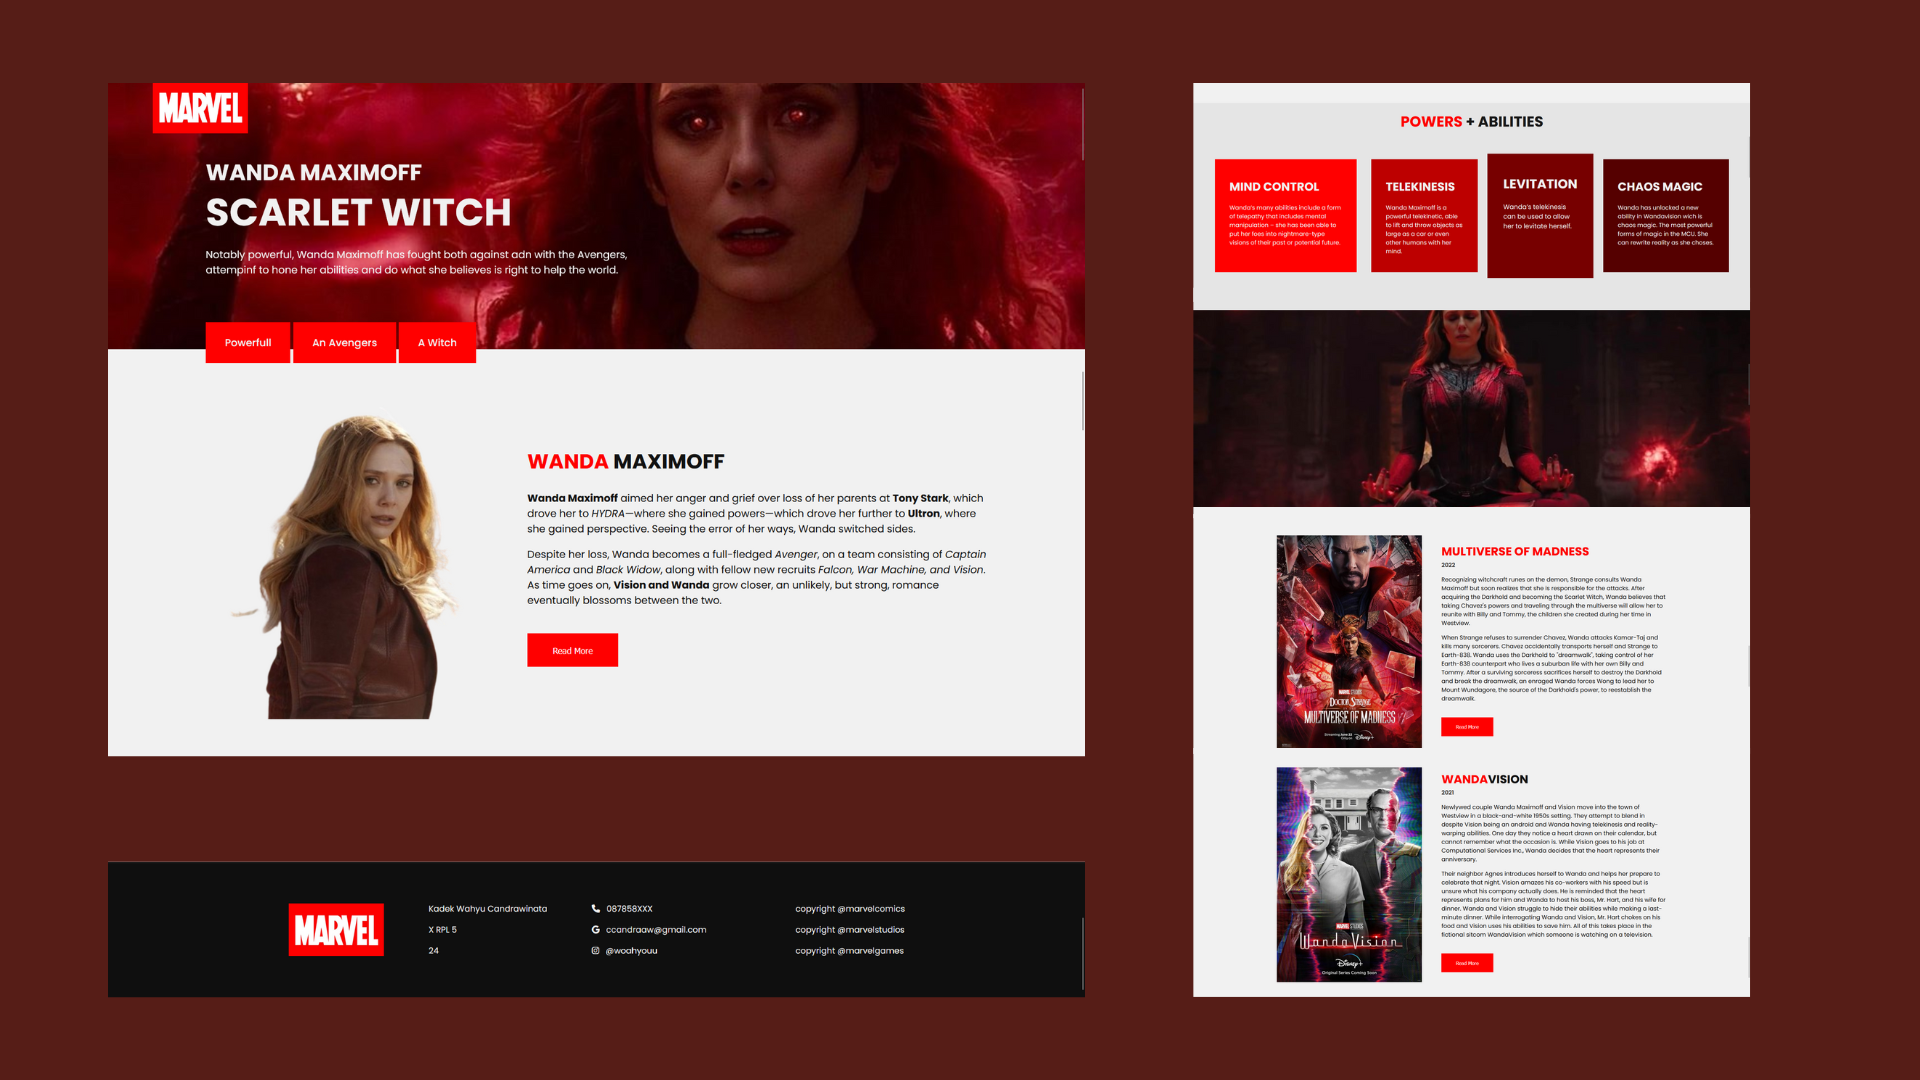 MARVEL
WANDA MAXIMOFF
SCARLET WITCH
Notably powerful, Wanda Maximoff has fought both against adn with the Avengers,
attempinf to hone her abilities and do what she believes is right to help the world.
Powerfull
An Avengers
A Witch
WANDA MAXIMOFF
Wanda Maximoff aimed her anger and grief over loss of her parents at Tony Stark, which
drove her to HYDRA—where she gained powers—which drove her further to Ultron, where
she gained perspective. Seeing the error of her ways, Wanda switched sides.
Despite her loss, Wanda becomes a full-fledged Avenger, on a team consisting of Captain
America and Black Widow, along with fellow new recruits Falcon, War Machine, and Vision.
As time goes on, Vision and Wanda grow closer, an unlikely, but strong, romance
eventually blossoms between the two.
Read More
MARVEL
Kadek Wahyu Candrawinata
X RPL 5
24
087858XXX
ccandraaw@gmail.com
@woahyouu
copyright @marvelcomics
copyright @marvelstudios
copyright @marvelgames
POWERS + ABILITIES
MIND CONTROL
Wanda's many abilities include a form
of telepathy that includes mental
manipulation – she has been able to
put her foes into nightmare-type
visions of their past or potential future.
TELEKINESIS
Wanda Maximoff is a
powerful telekinetic, able
to lift and throw objects as
large as a car or even
other humans with her
mind.
LEVITATION
Wanda's telekinesis
can be used to allow
her to levitate herself.
CHAOS MAGIC
Wanda has unlocked a new
ability in Wandavision wich is
chaos magic. The most powerful
forms of magic in the MCU. She
can rewrite reality as she choses.
MARVEL STUDIOS
DOCTOR STRANGE
MULTIVERSE OF MADNESS
Disney+
MULTIVERSE OF MADNESS
2022
Recognizing witchcraft runes on the demon, Strange consults Wanda
Maximoff but soon realizes that she is responsible for the attacks. After
acquiring the Darkhold and becoming the Scarlet Witch, Wanda believes that
taking Chavez's powers and traveling through the multiverse will allow her to
reunite with Billy and Tommy, the children she created during her time in
Westview.
When Strange refuses to surrender Chavez, Wanda attacks Kamar-Taj and
kills many sorcerers. Chavez accidentally transports herself and Strange to
Earth-838. Wanda uses the Darkhold to "dreamwalk", taking control of her
Earth-838 counterpart who lives a suburban life with her own Billy and
Tommy. After a surviving sorceress sacrifices herself to destroy the Darkhold
and break the dreamwalk, an enraged Wanda forces Wong to lead her to
Mount Wundagore, the source of the Darkhold's power, to reestablish the
dreamwalk.
Read More
MARVEL STUDIOS
WandaVision
Disney+
Original Series Coming Soon
WANDAVISION
2021
Newlywed couple Wanda Maximoff and Vision move into the town of
Westview in a black-and-white 1950s setting. They attempt to blend in
despite Vision being an android and Wanda having telekinesis and reality-
warping abilities. One day they notice a heart drawn on their calendar, but
cannot remember what the occasion is. While Vision goes to his job at
Computational Services Inc., Wanda decides that the heart represents their
anniversary.
Their neighbor Agnes introduces herself to Wanda and helps her prepare to
celebrate that night. Vision amazes his co-workers with his speed but is
unsure what his company actually does. He is reminded that the heart
represents plans for him and Wanda to host his boss, Mr. Hart, and his wife for
dinner. Wanda and Vision struggle to hide their abilities while making a last-
minute dinner. While interrogating Wanda and Vision, Mr. Hart chokes on his
food and Vision uses his abilities to save him. All of this takes place in the
fictional sitcom WandaVision which someone is watching on a television.
Read More